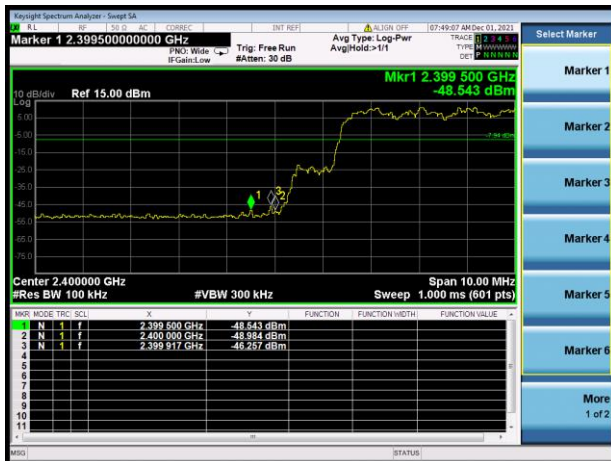 Keysight Spectrum Analyzer - Swept SA
RL RF 50 Ω AC CORREC INT REF ALIGN OFF 07:49:07 AM Dec 01, 2021
Marker 1 2.399500000000 GHz
PNO: Wide
IFGain:Low
Trig: Free Run
#Atten: 30 dB
Avg Type: Log-Pwr
Avg|Hold:>1/1
TRACE 1 2 3 4 5 6
TYPE M WWWWW
DET P NNNNN
Select Marker
Mkr1 2.399 500 GHz
-48.543 dBm
10 dB/div Ref 15.00 dBm
Log
5.00
-5.00
-15.0
-25.0
-35.0
-45.0
-55.0
-65.0
-75.0
-7.94 dBm
1
3
2
Center 2.400000 GHz Span 10.00 MHz
#Res BW 100 kHz #VBW 300 kHz Sweep 1.000 ms (601 pts)
MKR MODE TRC SCL X Y FUNCTION FUNCTION WIDTH FUNCTION VALUE
1 N 1 f 2.399 500 GHz -48.543 dBm
2 N 1 f 2.400 000 GHz -48.984 dBm
3 N 1 f 2.399 917 GHz -46.257 dBm
4
5
6
7
8
9
10
11
MSG STATUS
Marker 1
Marker 2
Marker 3
Marker 4
Marker 5
Marker 6
More
1 of 2